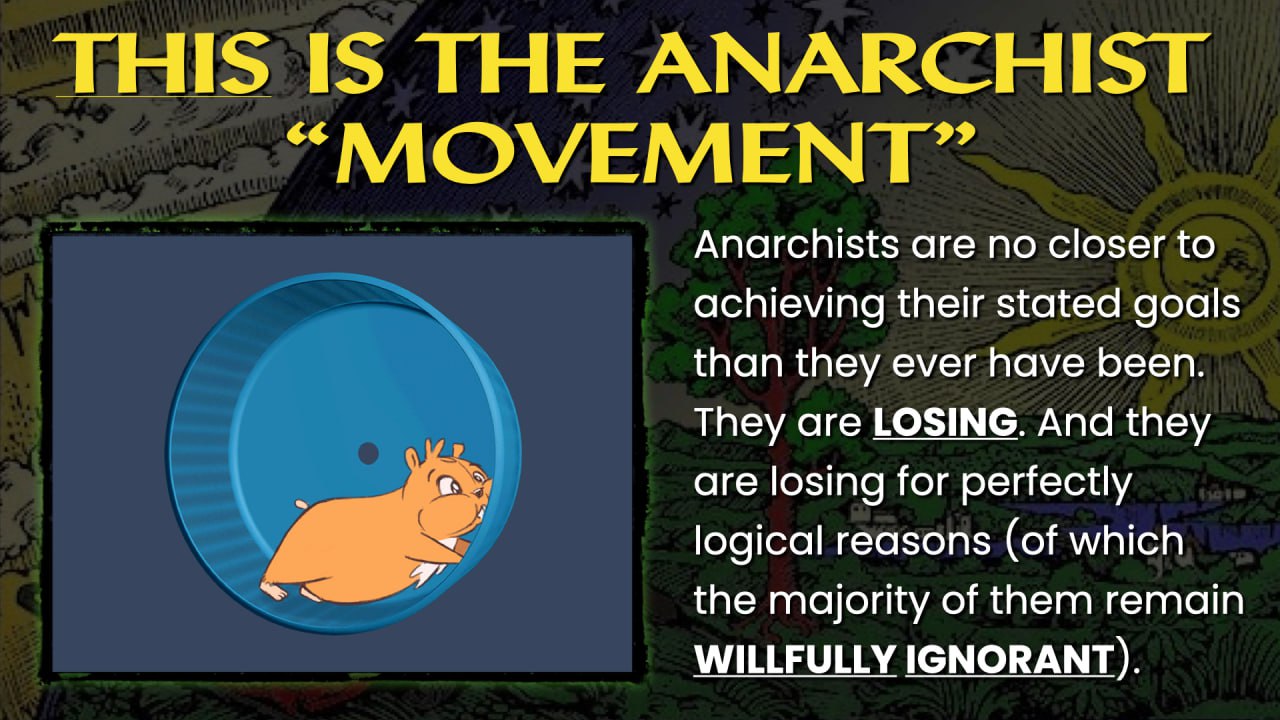 THIS IS THE ANARCHIST
“MOVEMENT”
Anarchists are no closer to
achieving their stated goals
than they ever have been.
They are LOSING. And they
are losing for perfectly
logical reasons (of which
the majority of them remain
WILLFULLY IGNORANT).